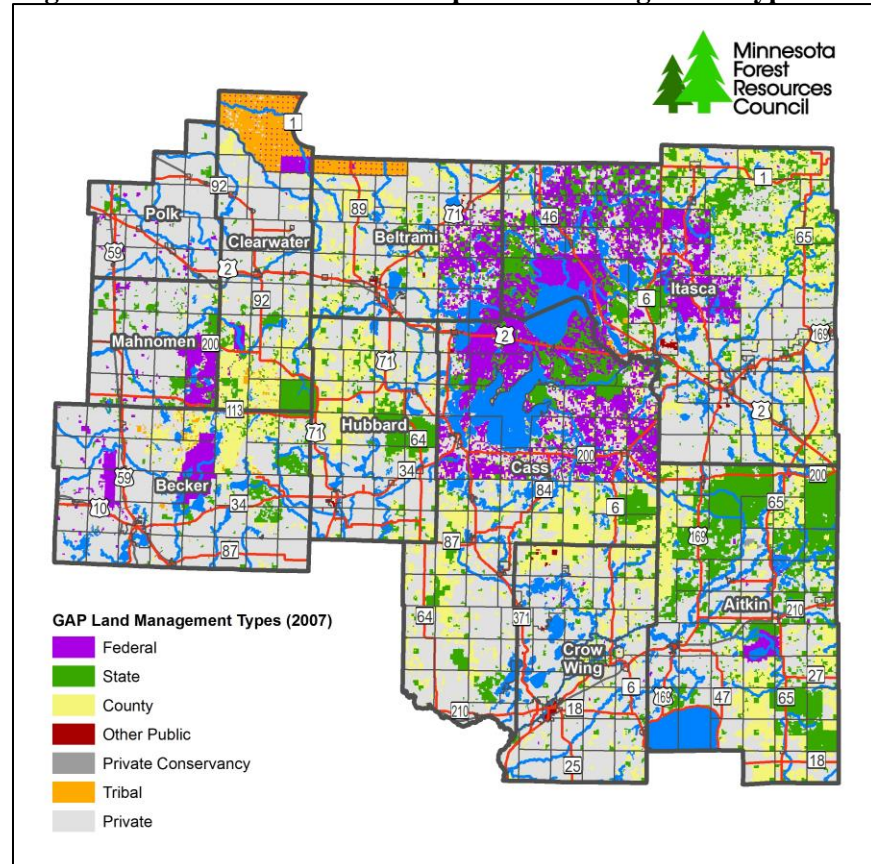 Minnesota
Forest
Resources
Council
1
1
92
89
71
46
Polk
65
Clearwater
Beltrami
59
2
Itasca
92
6
Mahnomen
200
2
169
71
113
2
71
Hubbard
64
200
Cass
200
34
59
Becker
84
65
10
34
6
169
87
87
Aitkin
210
64
371
GAP Land Management Types (2007)
Crow
Wing
Federal
27
6
169
47
65
State
210
18
County
18
25
Other Public
Private Conservancy
Tribal
Private